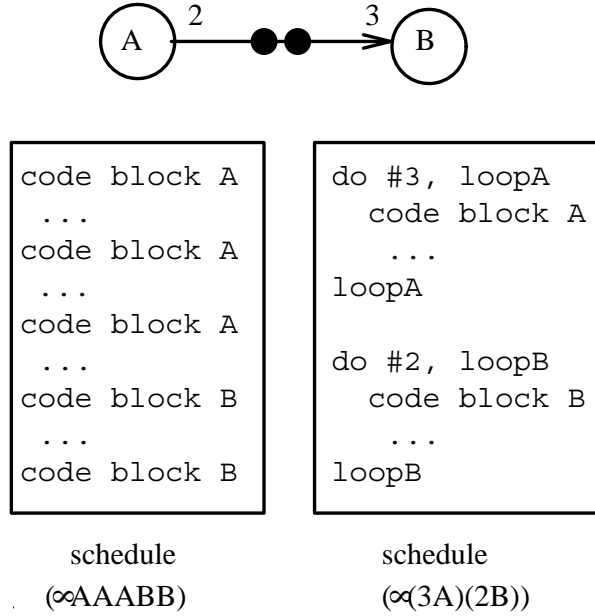 2 3
A B
code block A
...
code block A
...
code block A
...
code block B
...
code block B
do #3, loopA
code block A
...
loopA
do #2, loopB
code block B
...
loopB
schedule
(∞AAABB)
schedule
(∞(3A)(2B))